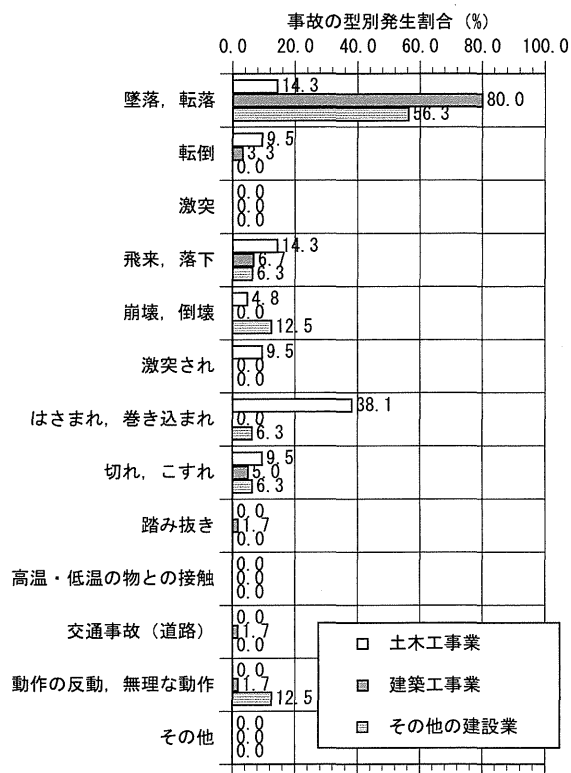 事故の型別発生割合 (%)
0.0 20.0 40.0 60.0 80.0 100.0
墜落，転落
14.3
80.0
56.3
転倒
9.5
3.3
0.0
激突
0.0
0.0
0.0
飛来，落下
14.3
6.7
6.3
崩壊，倒壊
4.8
0.0
12.5
激突され
9.5
0.0
0.0
はさまれ，巻き込まれ
38.1
0.0
6.3
切れ，こすれ
9.5
5.0
6.3
踏み抜き
0.0
1.7
0.0
高温・低温の物との接触
0.0
0.0
0.0
交通事故（道路）
0.0
1.7
0.0
動作の反動，無理な動作
0.0
1.7
12.5
その他
0.0
0.0
0.0
土木工事業
建築工事業
その他の建設業